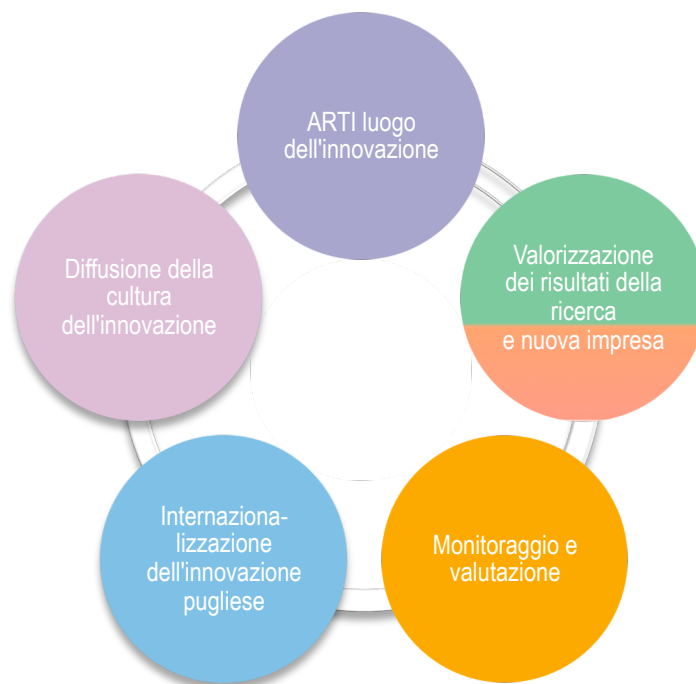 ARTI luogo
dell'innovazione
Valorizzazione
dei risultati della
ricerca
e nuova impresa
Monitoraggio e
valutazione
Internaziona-
lizzazione
dell'innovazione
pugliese
Diffusione della
cultura
dell'innovazione